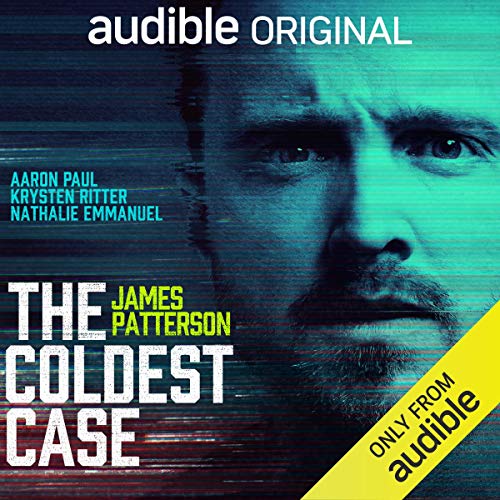 audible ORIGINAL
AARON PAUL
KRYSTEN RITTER
NATHALIE EMMANUEL
THE
JAMES
PATTERSON
COLDEST
CASE
ONLY FROM
audible